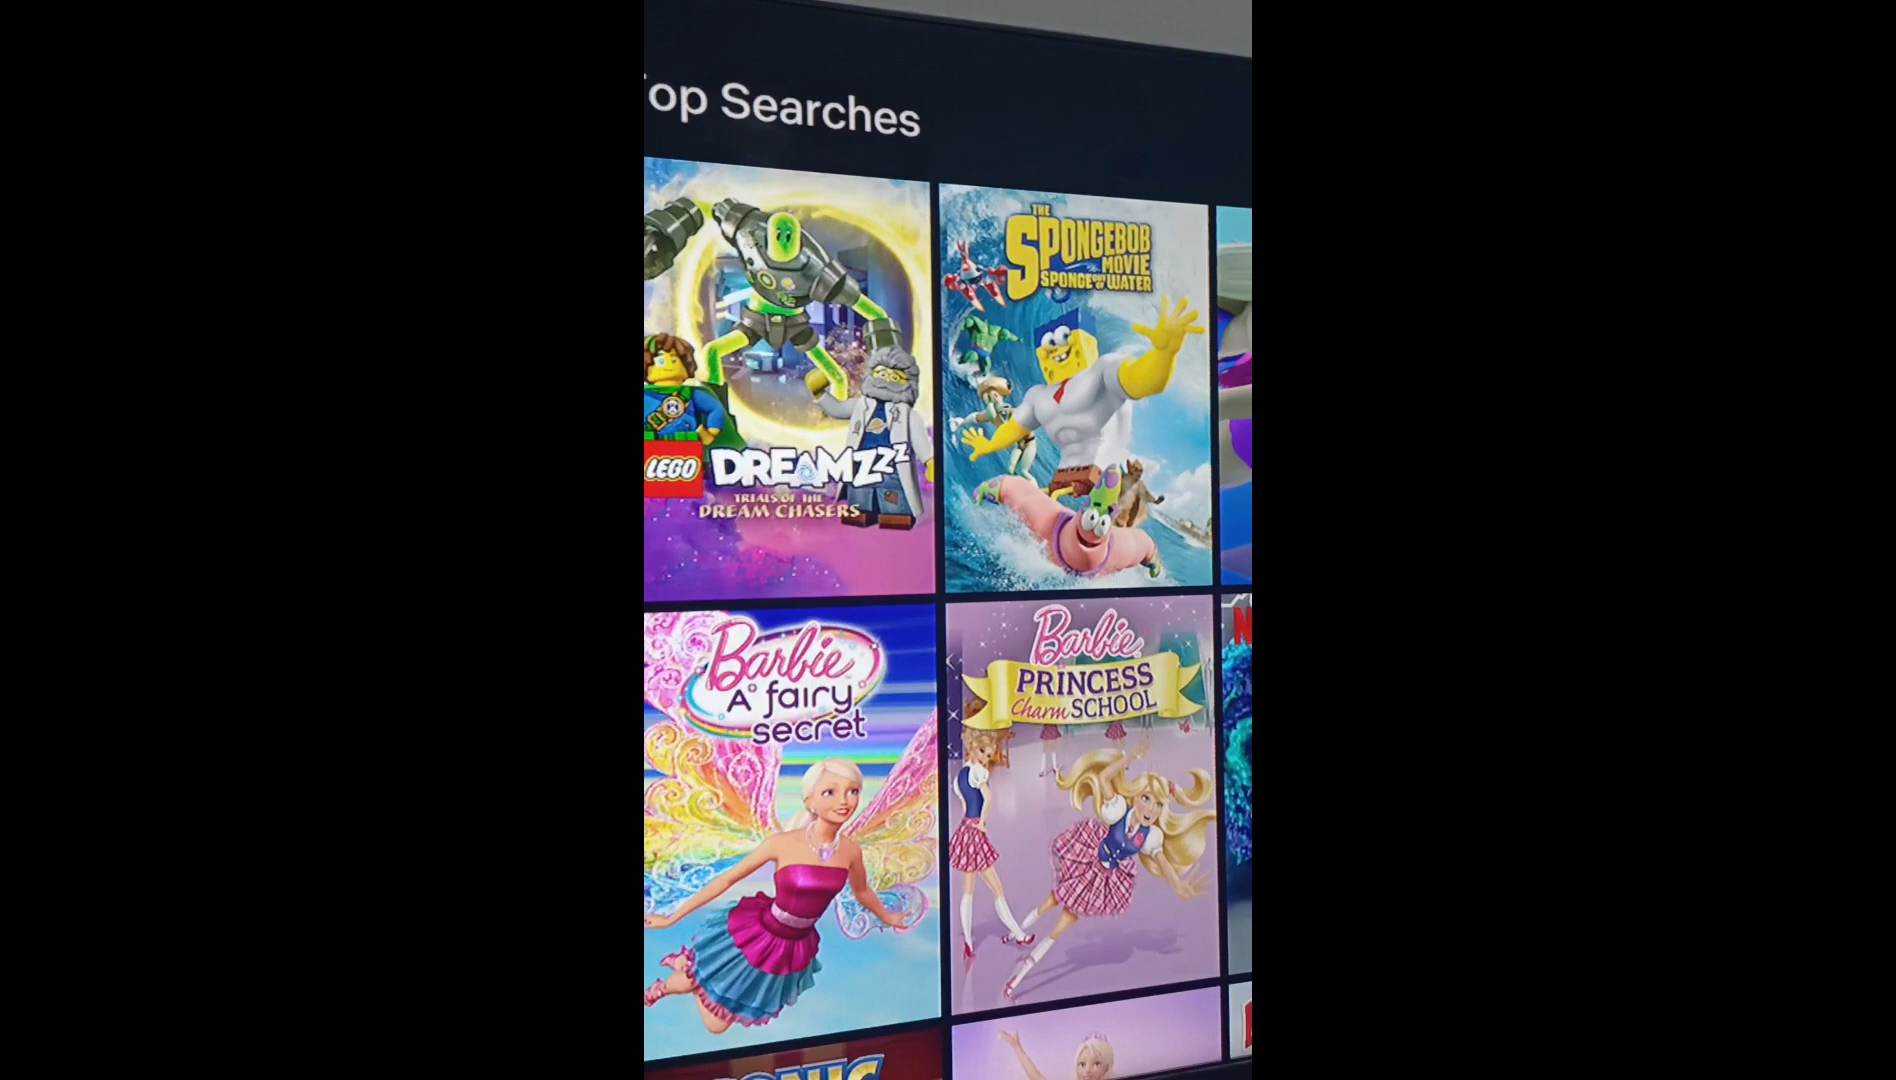 Top Searches
LEGO
DREAMZzz
TRIALS OF THE
DREAM CHASERS
THE
SPONGEBOB
MOVIE
SPONGE OUT OF WATER
Barbie
A fairy
secret
Barbie
PRINCESS
Charm SCHOOL
N